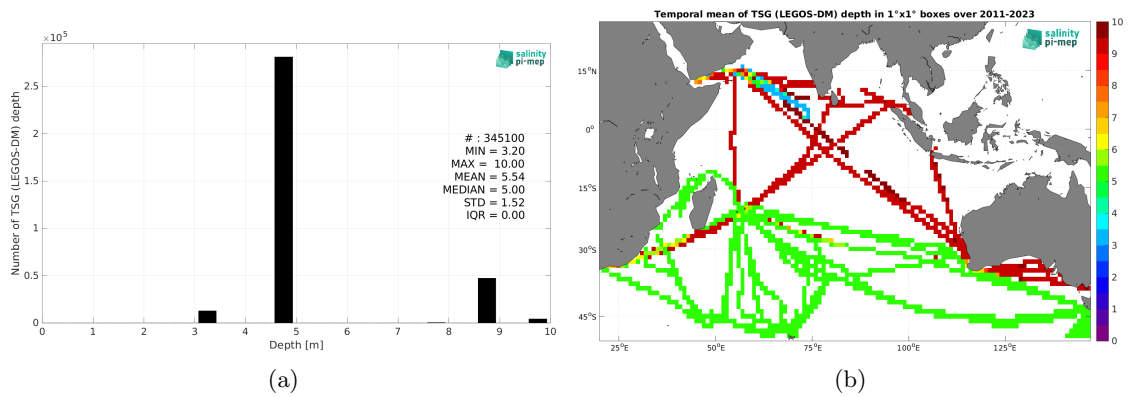 ×10⁵
salinity
pi-mep
2.5
2
1.5
1
0.5
0
Number of TSG (LEGOS-DM) depth
# : 345100
MIN = 3.20
MAX = 10.00
MEAN = 5.54
MEDIAN = 5.00
STD = 1.52
IQR = 0.00
0 1 2 3 4 5 6 7 8 9 10
Depth [m]
(a)
Temporal mean of TSG (LEGOS-DM) depth in 1°x1° boxes over 2011-2023
salinity
pi-mep
15°N
0°
15°S
30°S
45°S
25°E 50°E 75°E 100°E 125°E
10
9
8
7
6
5
4
3
2
1
0
(b)